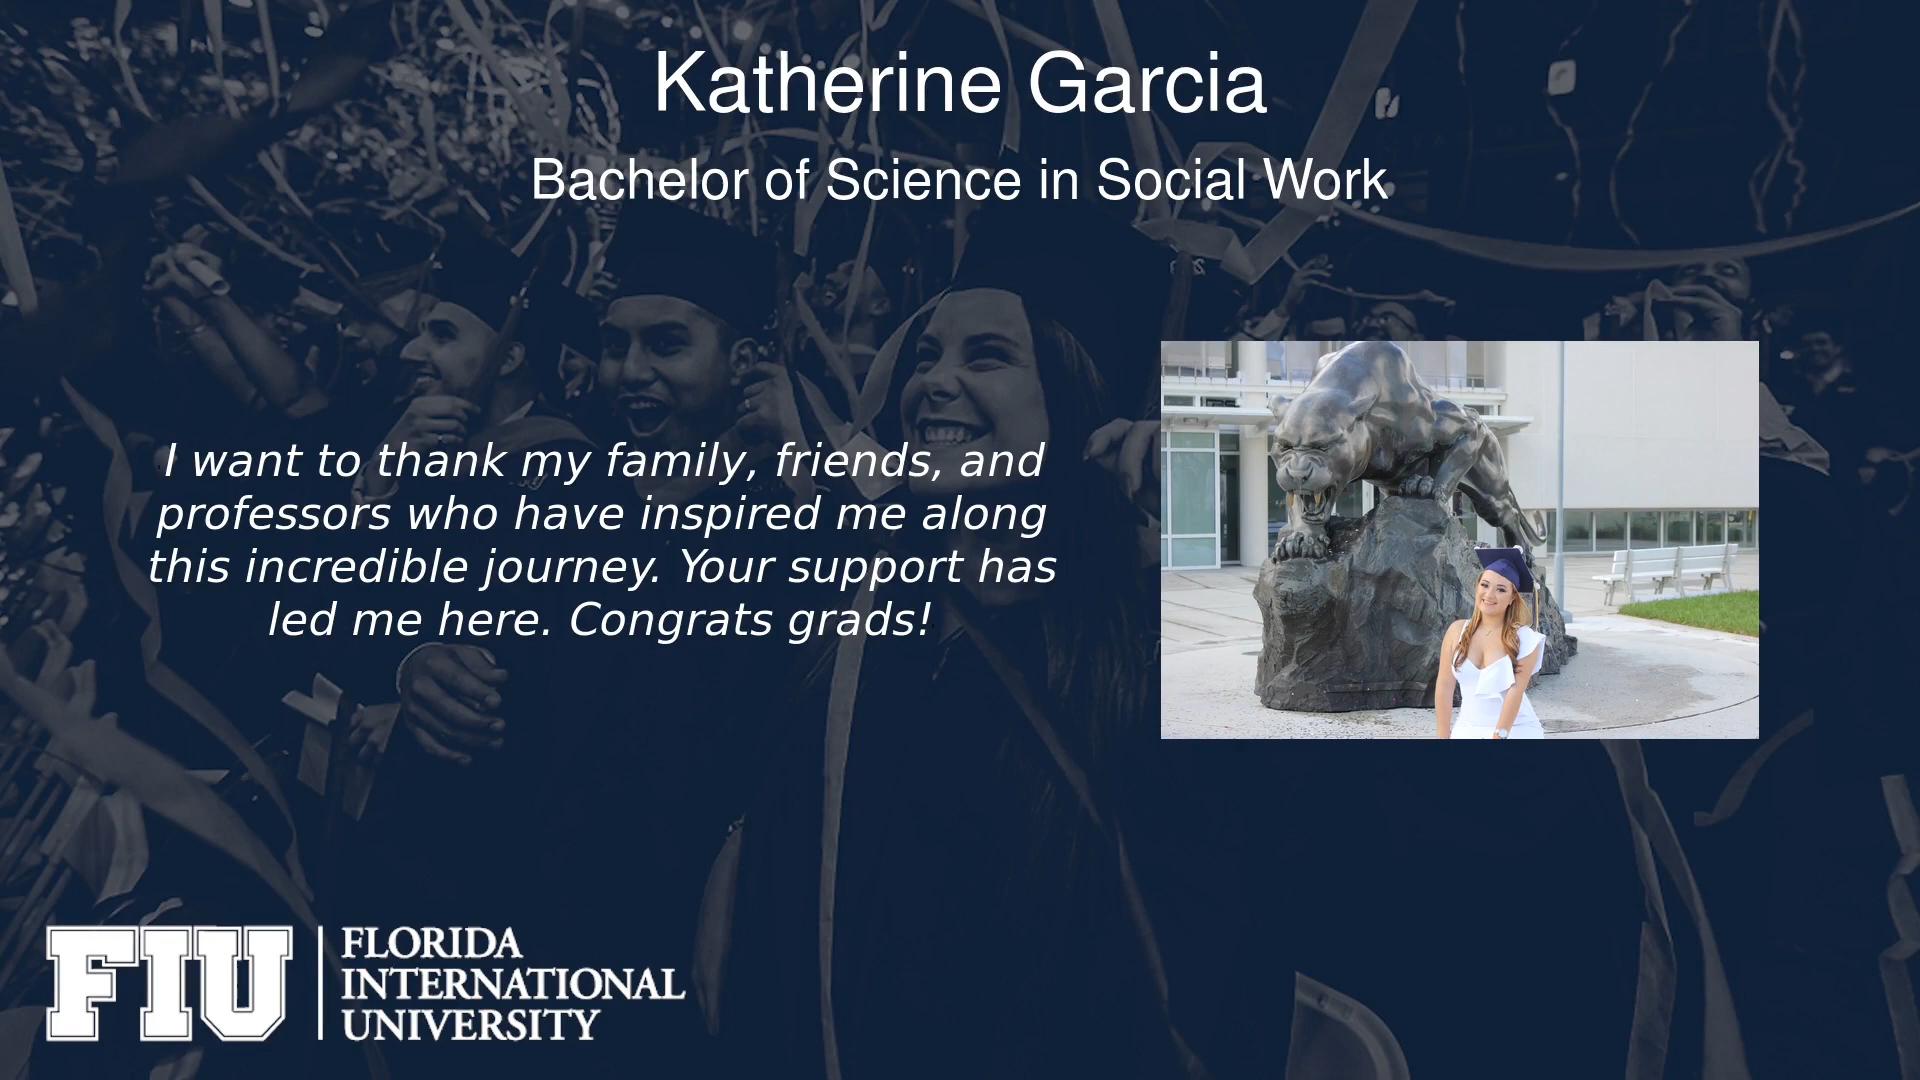 Katherine Garcia
Bachelor of Science in Social Work
I want to thank my family, friends, and
professors who have inspired me along
this incredible journey. Your support has
led me here. Congrats grads!
FIU
FLORIDA
INTERNATIONAL
UNIVERSITY